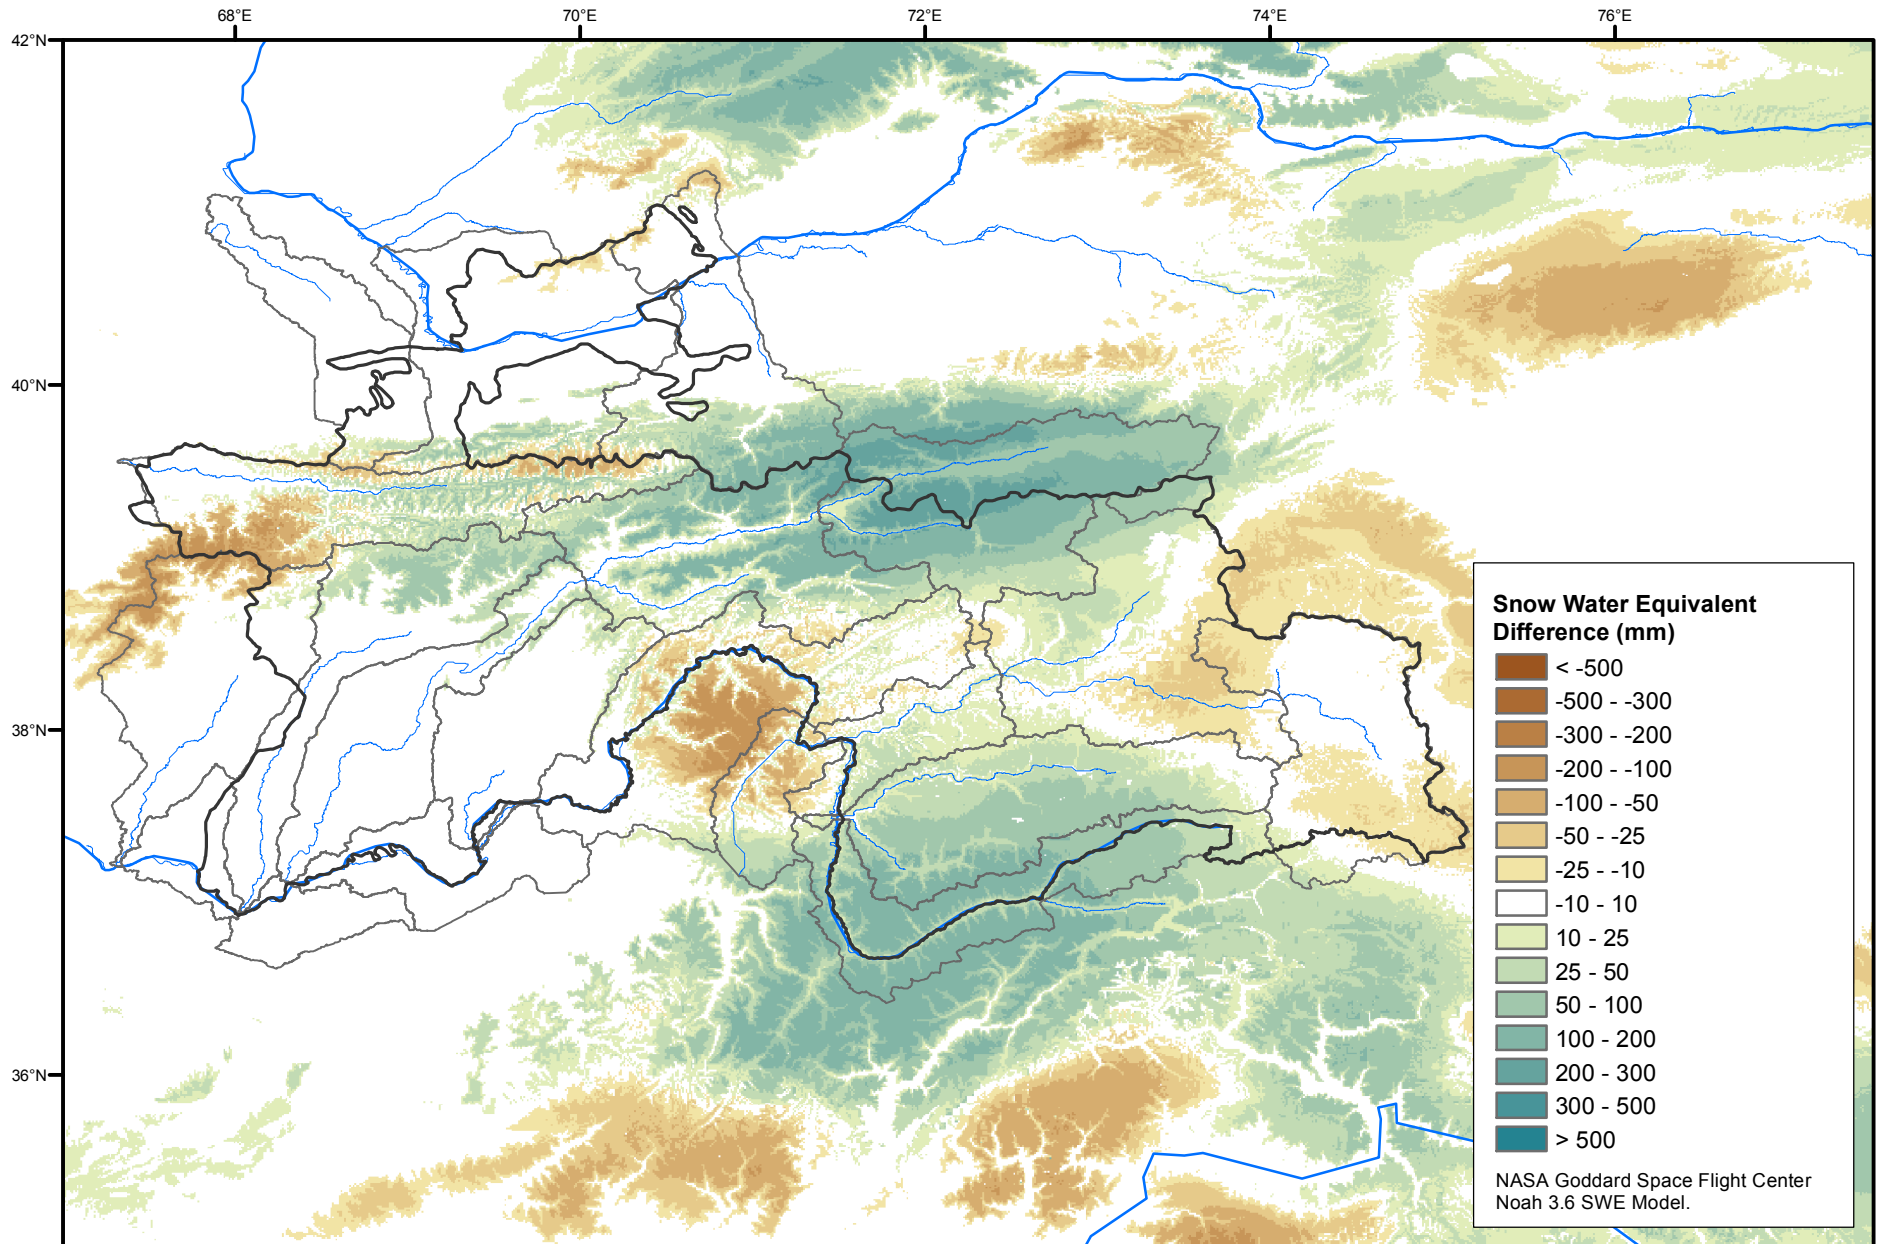 68°E
70°E
72°E
74°E
76°E
42°N
40°N
38°N
36°N
Snow Water Equivalent
Difference (mm)
< -500
-500 - -300
-300 - -200
-200 - -100
-100 - -50
-50 - -25
-25 - -10
-10 - 10
10 - 25
25 - 50
50 - 100
100 - 200
200 - 300
300 - 500
> 500
NASA Goddard Space Flight Center
Noah 3.6 SWE Model.